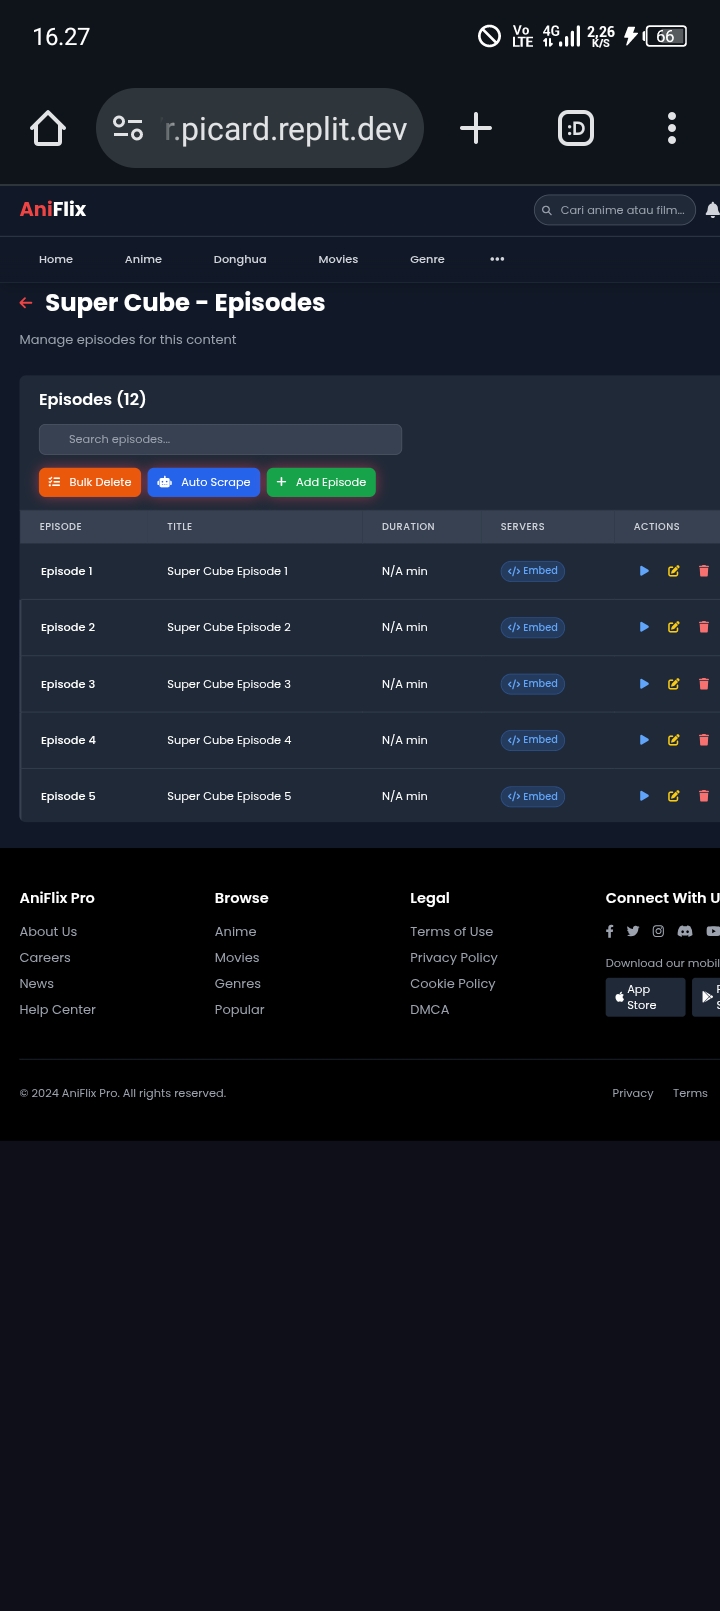 16.27
Vo LTE 4G 2,26 K/S 66
r.picard.replit.dev
:D
AniFlix
Cari anime atau film...
Home Anime Donghua Movies Genre •••
← Super Cube - Episodes
Manage episodes for this content
Episodes (12)
Search episodes...
Bulk Delete Auto Scrape + Add Episode
EPISODE TITLE DURATION SERVERS ACTIONS
Episode 1 Super Cube Episode 1 N/A min </> Embed
Episode 2 Super Cube Episode 2 N/A min </> Embed
Episode 3 Super Cube Episode 3 N/A min </> Embed
Episode 4 Super Cube Episode 4 N/A min </> Embed
Episode 5 Super Cube Episode 5 N/A min </> Embed
AniFlix Pro Browse Legal Connect With U
About Us Anime Terms of Use
Careers Movies Privacy Policy
Download our mobil
News Genres Cookie Policy
App Store
Help Center Popular DMCA
© 2024 AniFlix Pro. All rights reserved. Privacy Terms